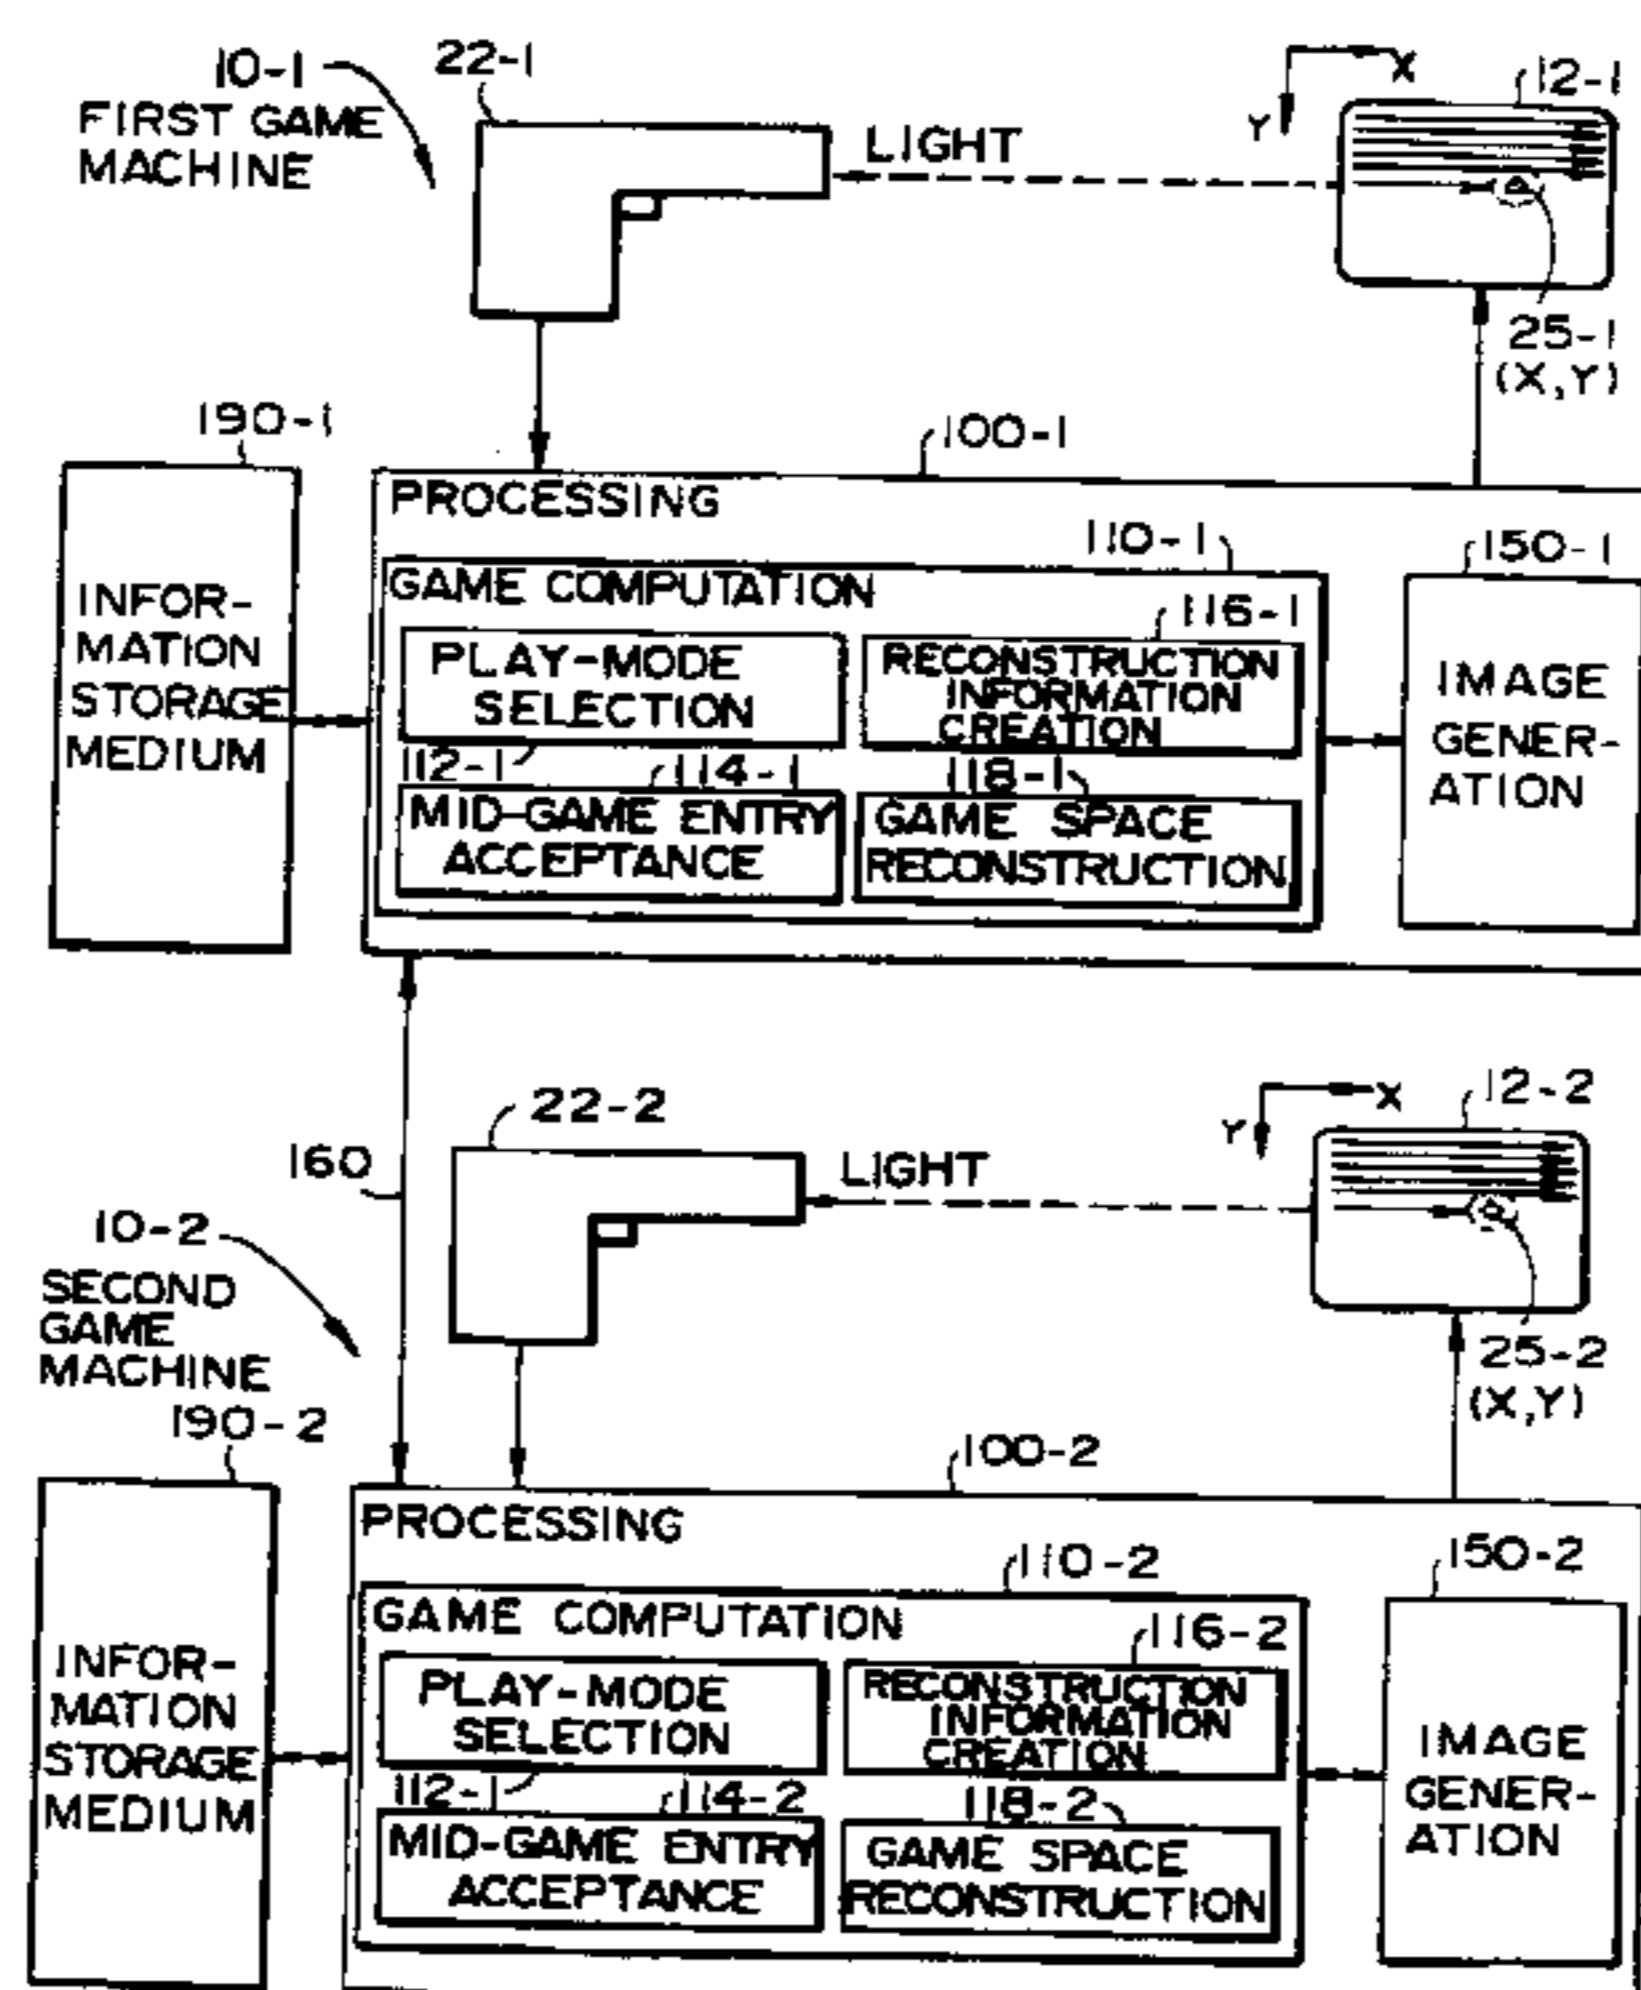 10-1
FIRST GAME
MACHINE
22-1
LIGHT
X
Y
12-1
25-1
(X,Y)
190-1
INFOR-
MATION
STORAGE
MEDIUM
100-1
PROCESSING
110-1
GAME COMPUTATION
PLAY-MODE
SELECTION
112-1
116-1
RECONSTRUCTION
INFORMATION
CREATION
114-1
MID-GAME ENTRY
ACCEPTANCE
118-1
GAME SPACE
RECONSTRUCTION
150-1
IMAGE
GENER-
ATION
160
10-2
SECOND
GAME
MACHINE
22-2
LIGHT
X
Y
12-2
25-2
(X,Y)
190-2
INFOR-
MATION
STORAGE
MEDIUM
100-2
PROCESSING
110-2
GAME COMPUTATION
PLAY-MODE
SELECTION
112-1
116-2
RECONSTRUCTION
INFORMATION
CREATION
114-2
MID-GAME ENTRY
ACCEPTANCE
118-2
GAME SPACE
RECONSTRUCTION
150-2
IMAGE
GENER-
ATION